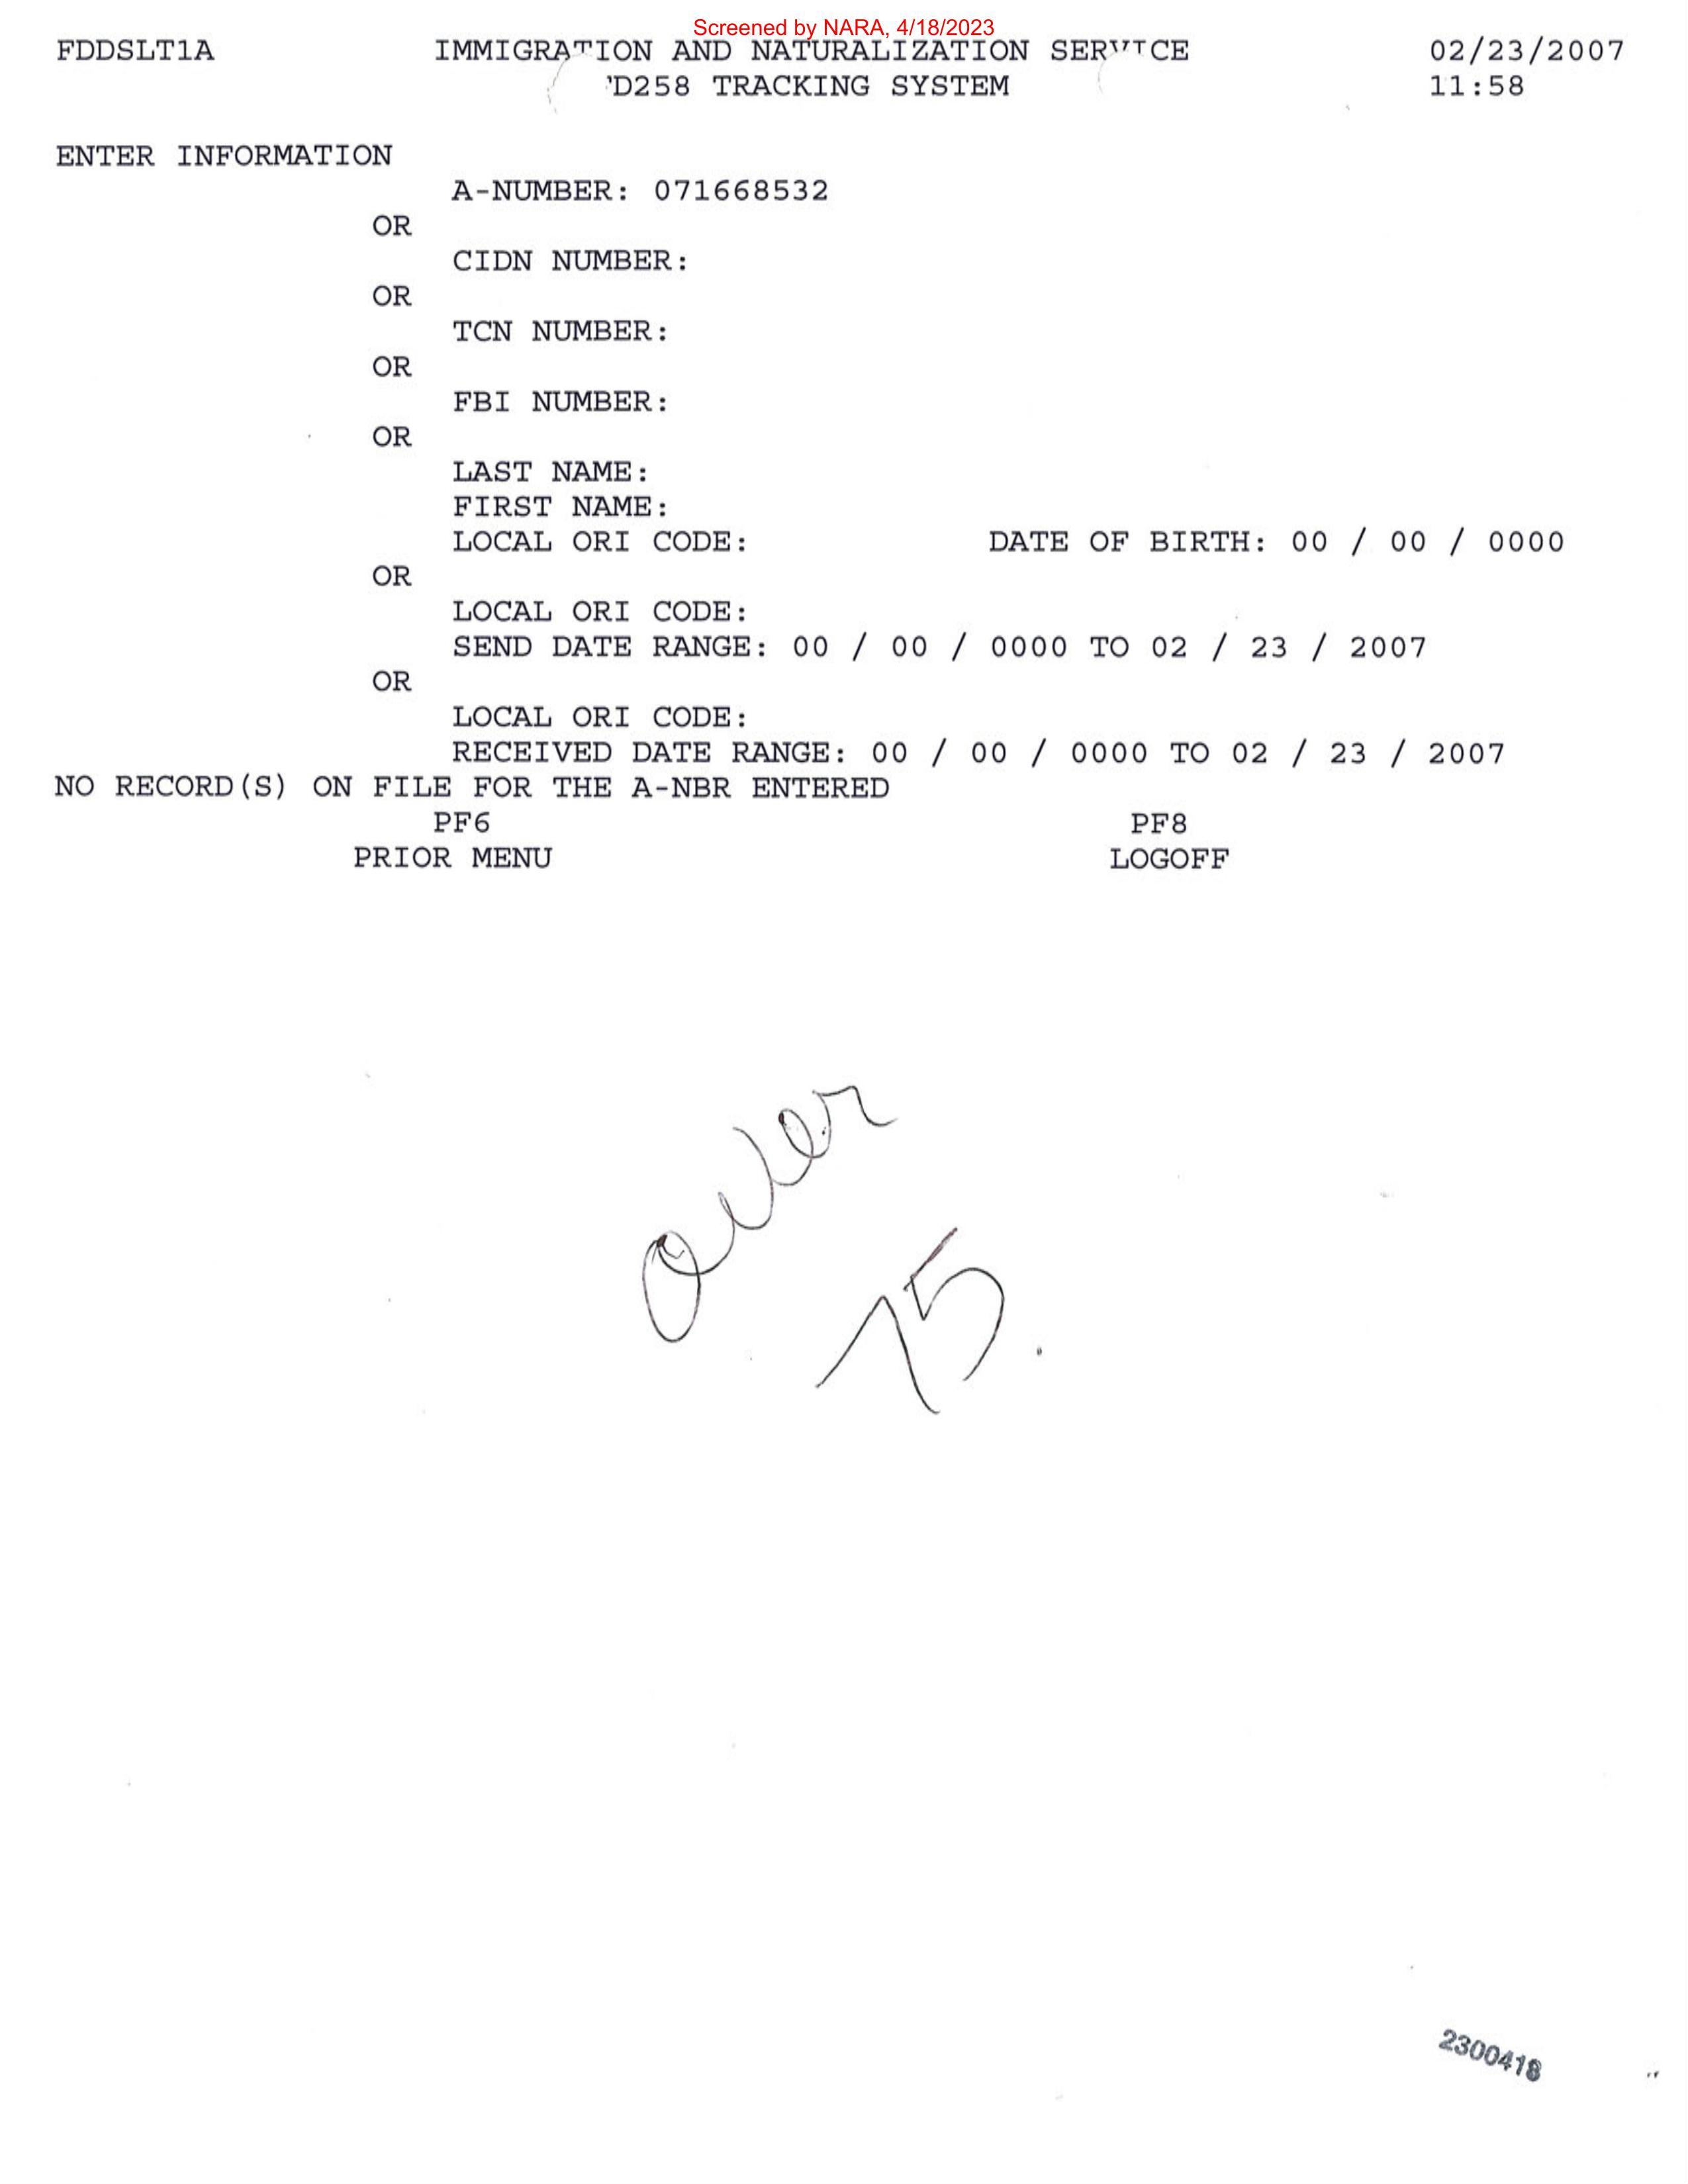 Screened by NARA, 4/18/2023
FDDSLT1A IMMIGRATION AND NATURALIZATION SERVICE 02/23/2007
'D258 TRACKING SYSTEM 11:58
ENTER INFORMATION
A-NUMBER: 071668532
OR
CIDN NUMBER:
OR
TCN NUMBER:
OR
FBI NUMBER:
OR
LAST NAME:
FIRST NAME:
LOCAL ORI CODE: DATE OF BIRTH: 00 / 00 / 0000
OR
LOCAL ORI CODE:
SEND DATE RANGE: 00 / 00 / 0000 TO 02 / 23 / 2007
OR
LOCAL ORI CODE:
RECEIVED DATE RANGE: 00 / 00 / 0000 TO 02 / 23 / 2007
NO RECORD(S) ON FILE FOR THE A-NBR ENTERED
PF6 PF8
PRIOR MENU LOGOFF
over
75
2300418